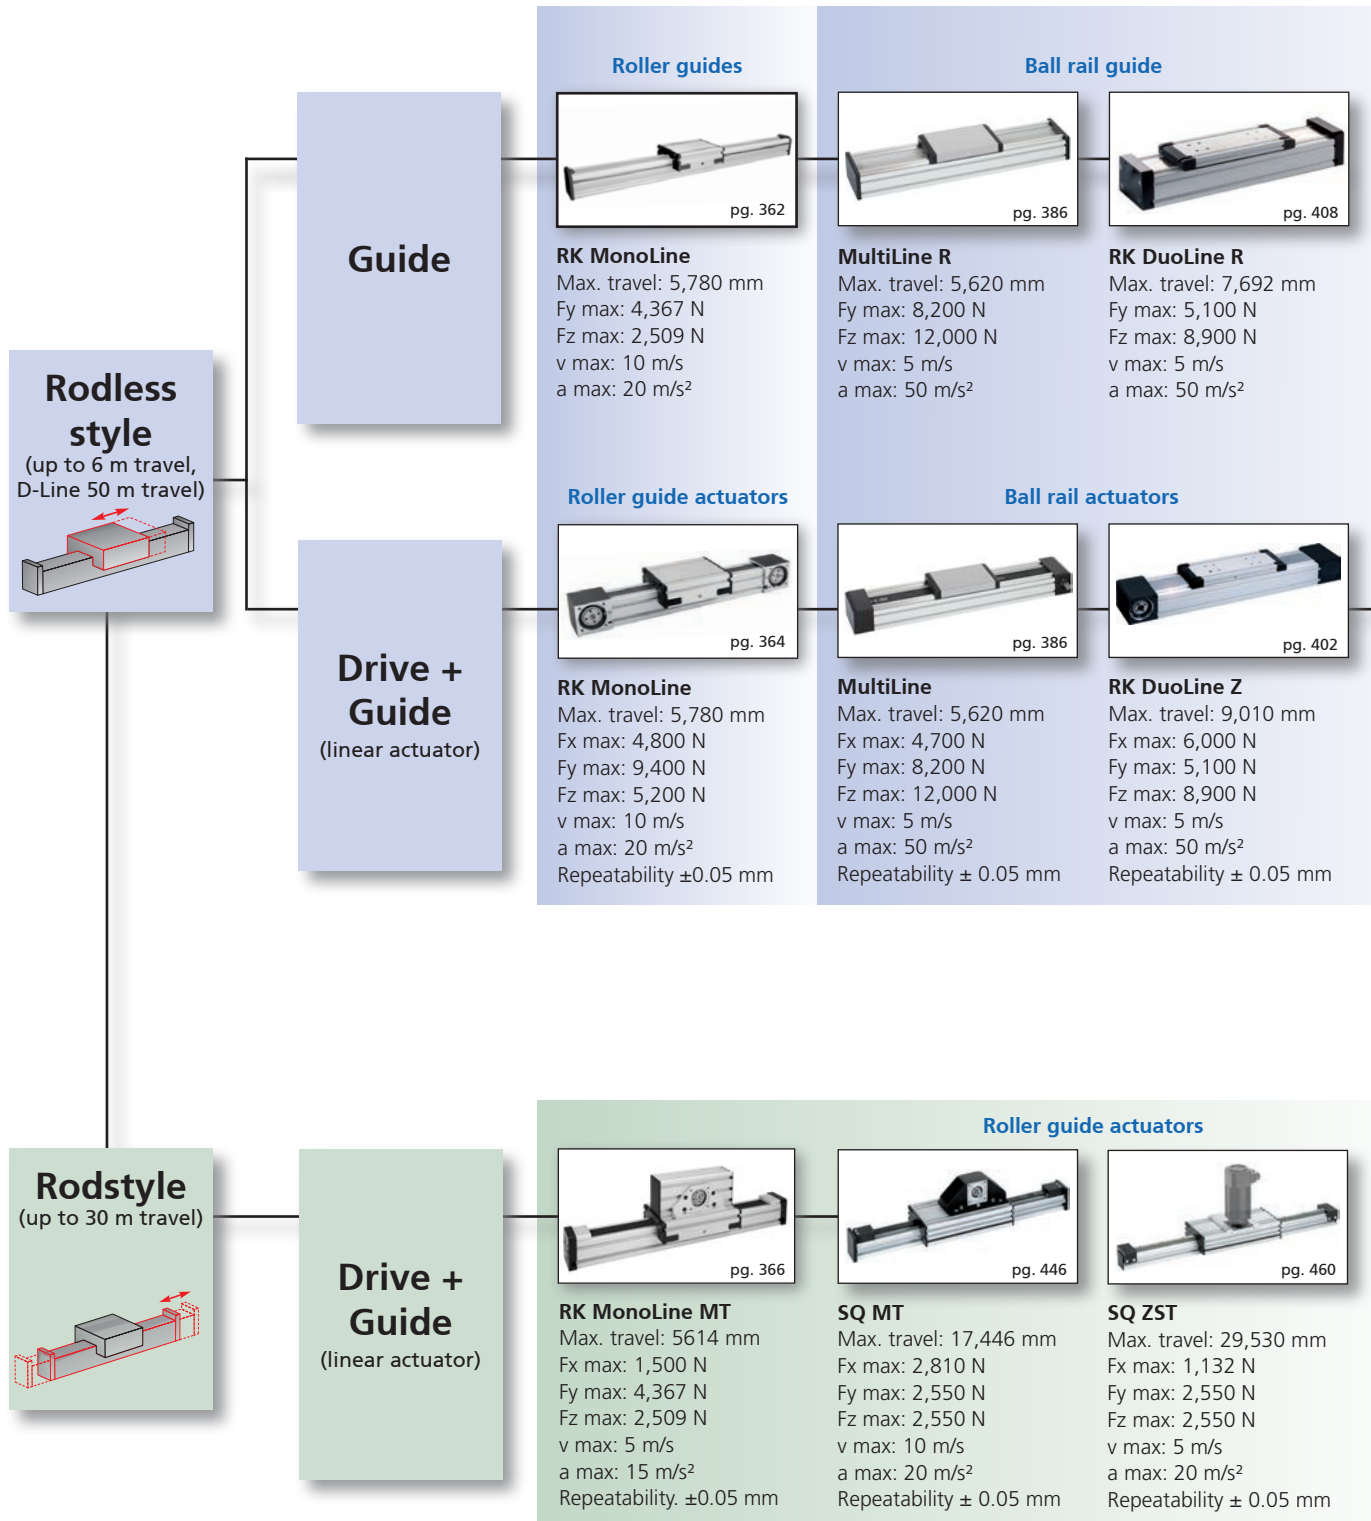 Roller guides
Ball rail guide
Guide
pg. 362
pg. 386
pg. 408
RK MonoLine
Max. travel: 5,780 mm
Fy max: 4,367 N
Fz max: 2,509 N
v max: 10 m/s
a max: 20 m/s²
MultiLine R
Max. travel: 5,620 mm
Fy max: 8,200 N
Fz max: 12,000 N
v max: 5 m/s
a max: 50 m/s²
RK DuoLine R
Max. travel: 7,692 mm
Fy max: 5,100 N
Fz max: 8,900 N
v max: 5 m/s
a max: 50 m/s²
Rodless
style
(up to 6 m travel,
D-Line 50 m travel)
Roller guide actuators
Ball rail actuators
Drive +
Guide
(linear actuator)
pg. 364
pg. 386
pg. 402
RK MonoLine
Max. travel: 5,780 mm
Fx max: 4,800 N
Fy max: 9,400 N
Fz max: 5,200 N
v max: 10 m/s
a max: 20 m/s²
Repeatability ±0.05 mm
MultiLine
Max. travel: 5,620 mm
Fx max: 4,700 N
Fy max: 8,200 N
Fz max: 12,000 N
v max: 5 m/s
a max: 50 m/s²
Repeatability ± 0.05 mm
RK DuoLine Z
Max. travel: 9,010 mm
Fx max: 6,000 N
Fy max: 5,100 N
Fz max: 8,900 N
v max: 5 m/s
a max: 50 m/s²
Repeatability ± 0.05 mm
Rodstyle
(up to 30 m travel)
Roller guide actuators
Drive +
Guide
(linear actuator)
pg. 366
pg. 446
pg. 460
RK MonoLine MT
Max. travel: 5614 mm
Fx max: 1,500 N
Fy max: 4,367 N
Fz max: 2,509 N
v max: 5 m/s
a max: 15 m/s²
Repeatability. ±0.05 mm
SQ MT
Max. travel: 17,446 mm
Fx max: 2,810 N
Fy max: 2,550 N
Fz max: 2,550 N
v max: 10 m/s
a max: 20 m/s²
Repeatability ± 0.05 mm
SQ ZST
Max. travel: 29,530 mm
Fx max: 1,132 N
Fy max: 2,550 N
Fz max: 2,550 N
v max: 5 m/s
a max: 20 m/s²
Repeatability ± 0.05 mm